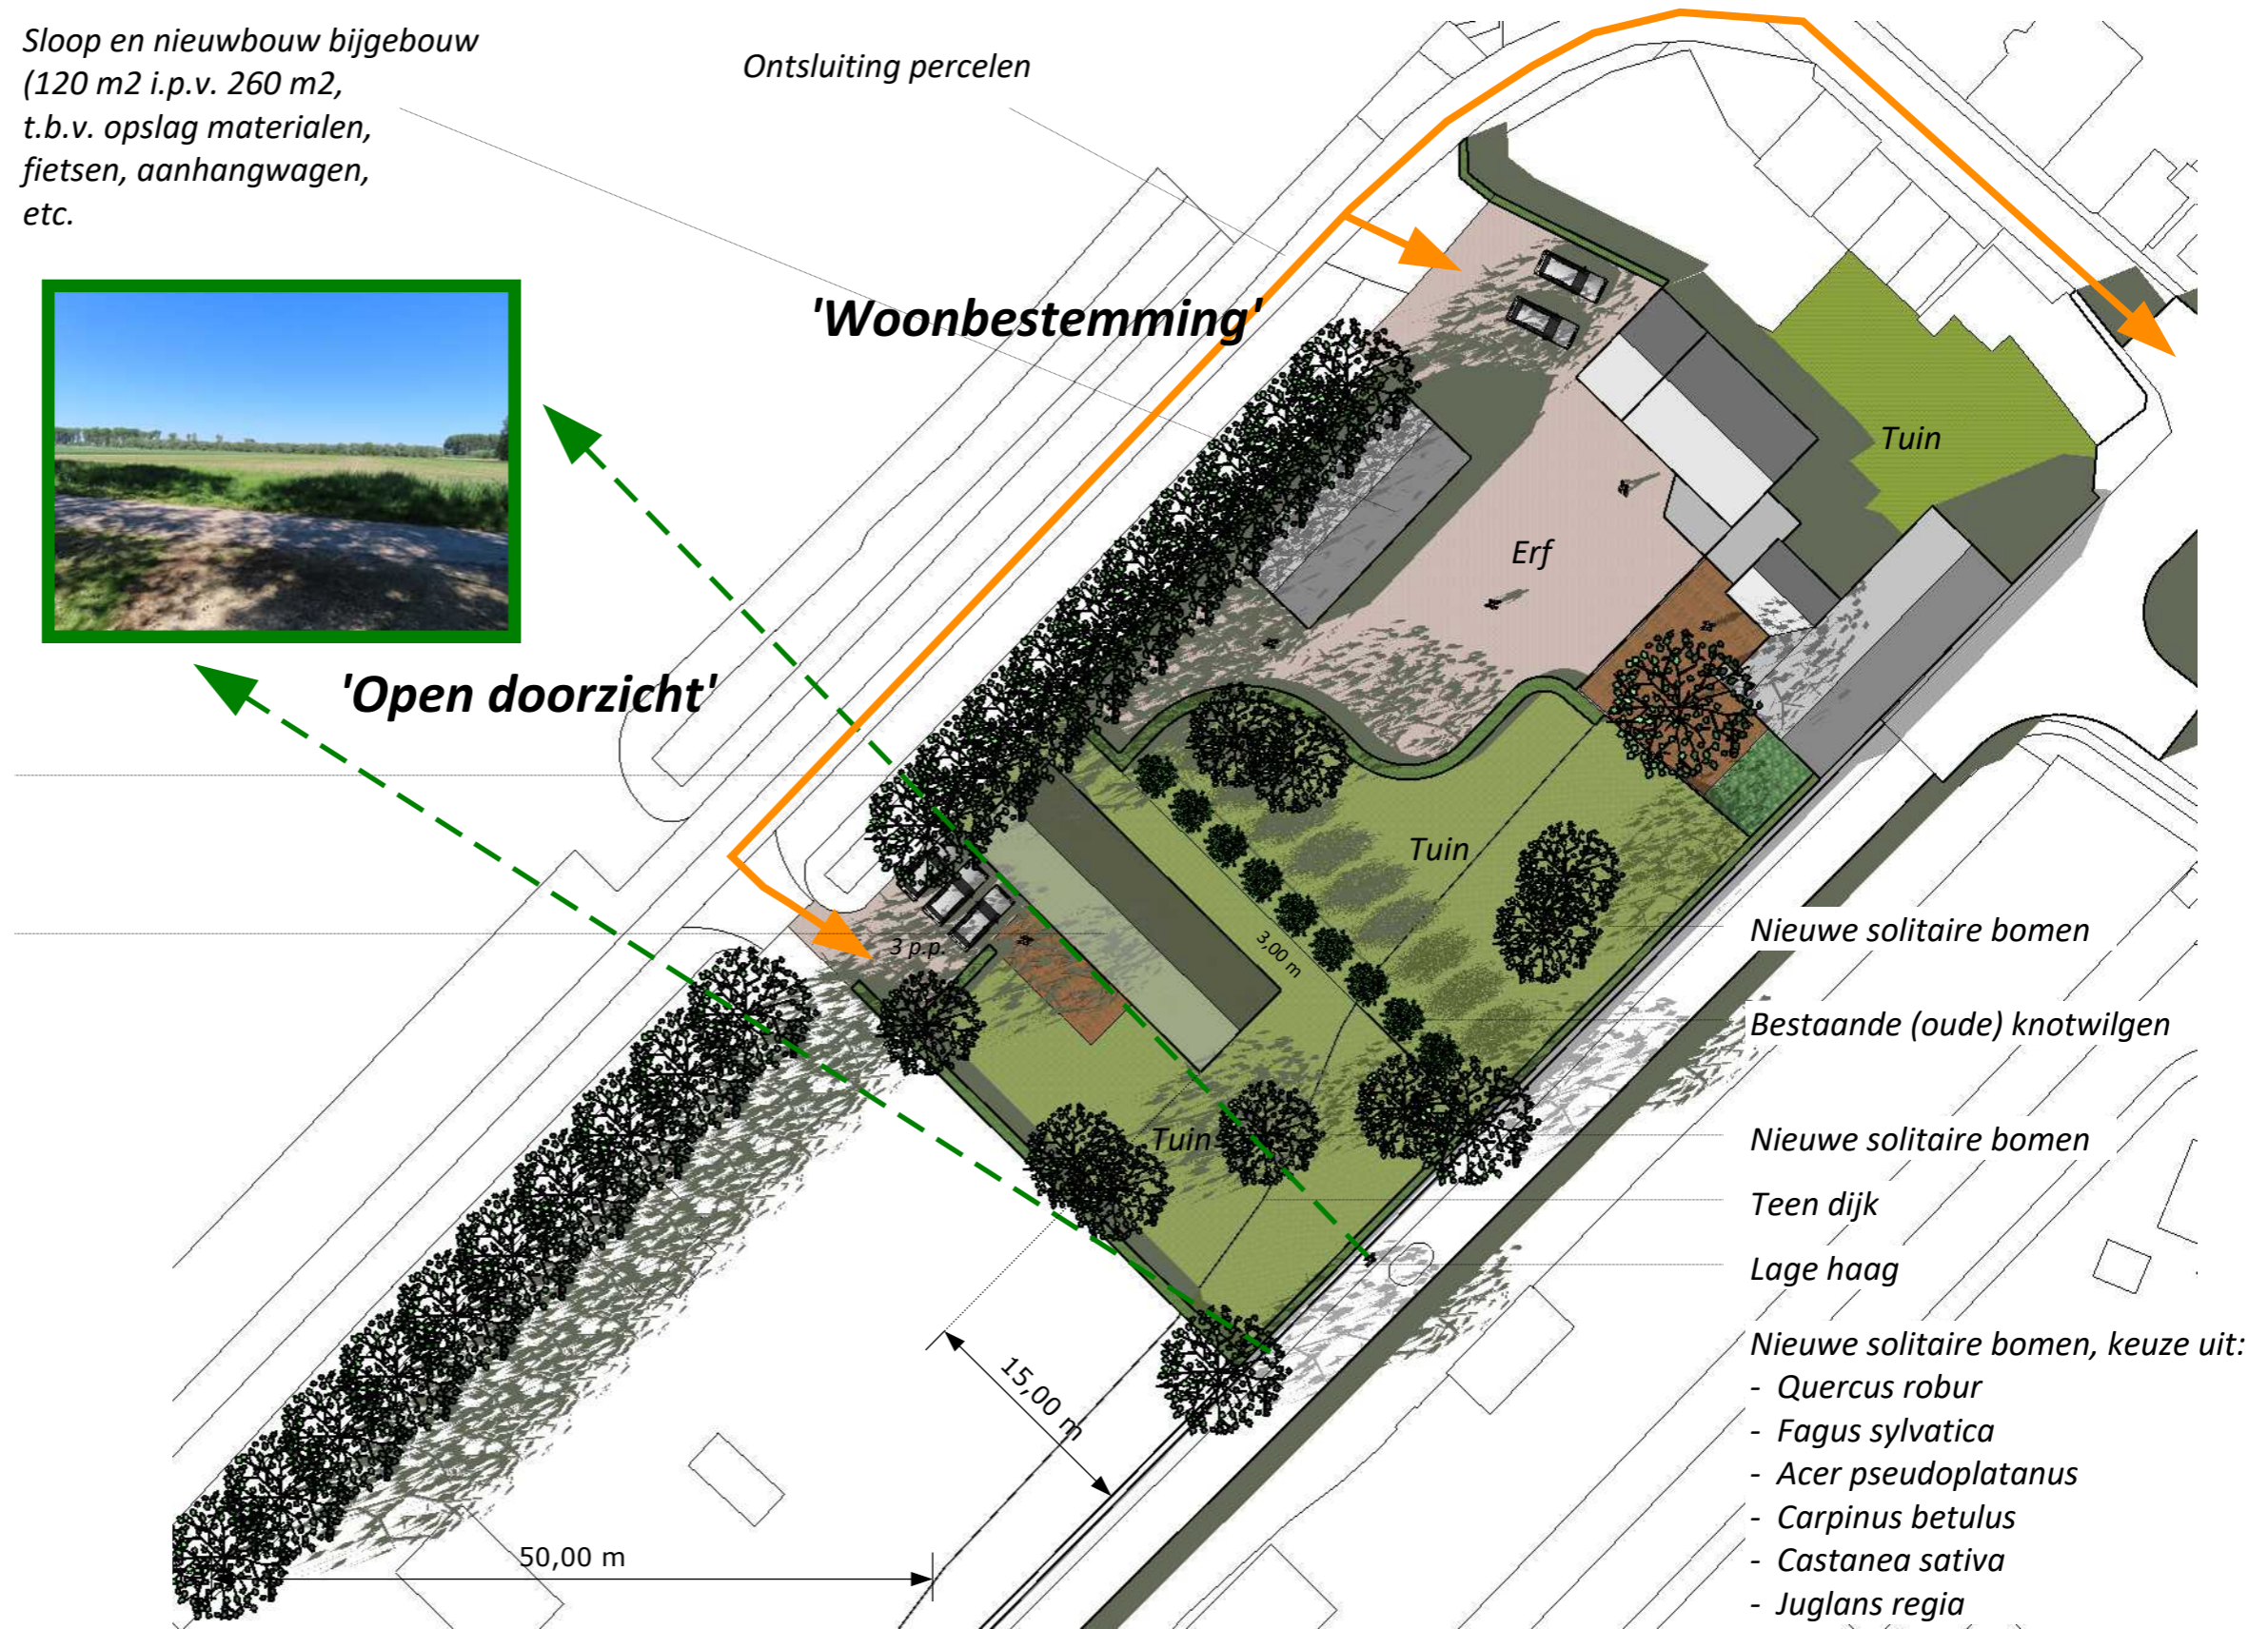 Sloop en nieuwbouw bijgebouw
(120 m2 i.p.v. 260 m2,
t.b.v. opslag materialen,
fietsen, aanhangwagen,
etc.
Ontsluiting percelen
'Woonbestemming'
'Open doorzicht'
Tuin
Erf
Tuin
3 p.p.
3,00 m
Tuin
Nieuwe solitaire bomen
Bestaande (oude) knotwilgen
Nieuwe solitaire bomen
Teen dijk
Lage haag
Nieuwe solitaire bomen, keuze uit:
- Quercus robur
- Fagus sylvatica
- Acer pseudoplatanus
- Carpinus betulus
- Castanea sativa
- Juglans regia
15,00 m
50,00 m